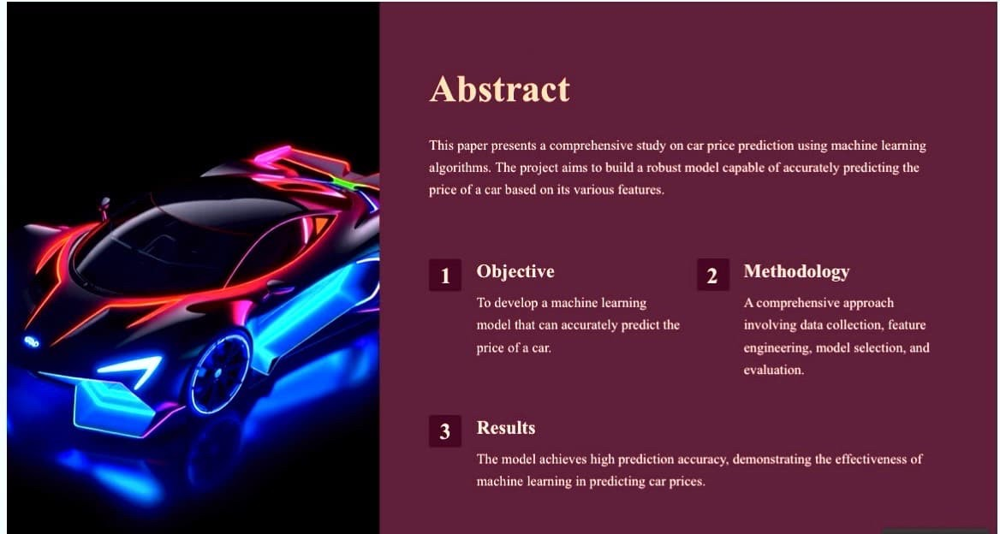 Abstract
This paper presents a comprehensive study on car price prediction using machine learning
algorithms. The project aims to build a robust model capable of accurately predicting the
price of a car based on its various features.
1 Objective
To develop a machine learning
model that can accurately predict the
price of a car.
2 Methodology
A comprehensive approach
involving data collection, feature
engineering, model selection, and
evaluation.
3 Results
The model achieves high prediction accuracy, demonstrating the effectiveness of
machine learning in predicting car prices.